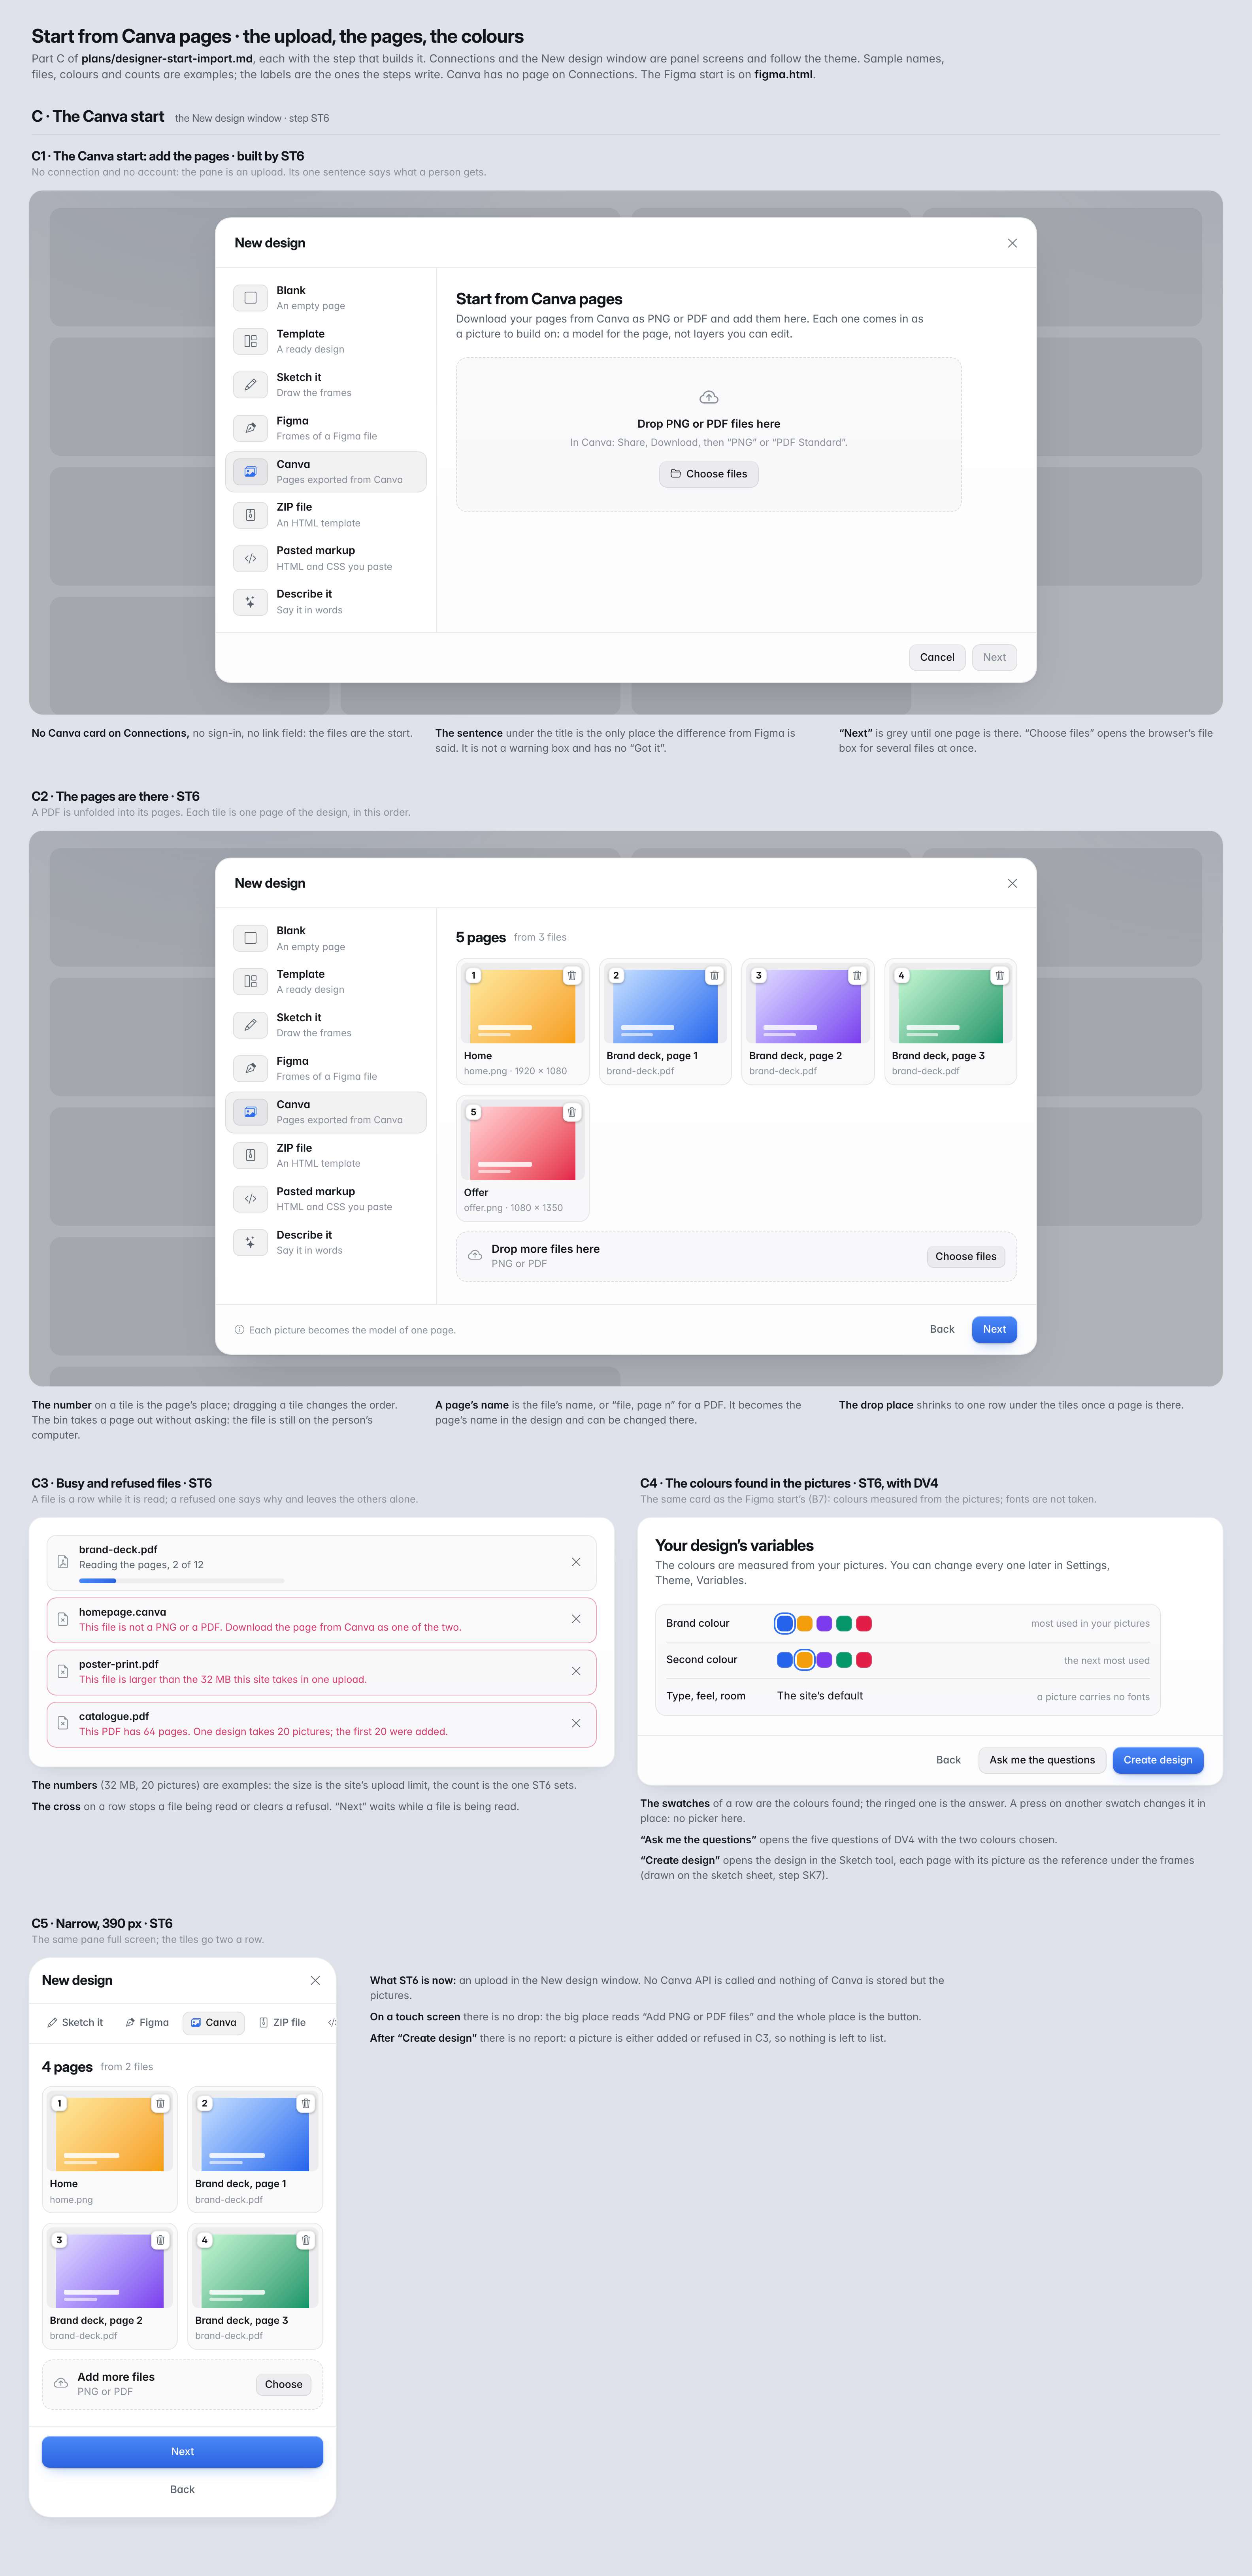 Start from Canva pages · the upload, the pages, the colours
Part C of plans/designer-start-import.md, each with the step that builds it. Connections and the New design window are panel screens and follow the theme. Sample names,
files, colours and counts are examples; the labels are the ones the steps write. Canva has no page on Connections. The Figma start is on figma.html.
C · The Canva start the New design window · step ST6
C1 · The Canva start: add the pages · built by ST6
No connection and no account: the pane is an upload. Its one sentence says what a person gets.
New design
Blank
An empty page
Template
A ready design
Sketch it
Draw the frames
Figma
Frames of a Figma file
Canva
Pages exported from Canva
ZIP file
An HTML template
Pasted markup
HTML and CSS you paste
Describe it
Say it in words
Start from Canva pages
Download your pages from Canva as PNG or PDF and add them here. Each one comes in as
a picture to build on: a model for the page, not layers you can edit.
Drop PNG or PDF files here
In Canva: Share, Download, then “PNG” or “PDF Standard”.
Choose files
Cancel
Next
No Canva card on Connections, no sign-in, no link field: the files are the start.
The sentence under the title is the only place the difference from Figma is
said. It is not a warning box and has no “Got it”.
“Next” is grey until one page is there. “Choose files” opens the browser’s file
box for several files at once.
C2 · The pages are there · ST6
A PDF is unfolded into its pages. Each tile is one page of the design, in this order.
New design
Blank
An empty page
Template
A ready design
Sketch it
Draw the frames
Figma
Frames of a Figma file
Canva
Pages exported from Canva
ZIP file
An HTML template
Pasted markup
HTML and CSS you paste
Describe it
Say it in words
5 pages from 3 files
1
Home
home.png · 1920 × 1080
2
Brand deck, page 1
brand-deck.pdf
3
Brand deck, page 2
brand-deck.pdf
4
Brand deck, page 3
brand-deck.pdf
5
Offer
offer.png · 1080 × 1350
Drop more files here
PNG or PDF
Choose files
Each picture becomes the model of one page.
Back
Next
The number on a tile is the page’s place; dragging a tile changes the order.
The bin takes a page out without asking: the file is still on the person’s
computer.
A page’s name is the file’s name, or “file, page n” for a PDF. It becomes the
page’s name in the design and can be changed there.
The drop place shrinks to one row under the tiles once a page is there.
C3 · Busy and refused files · ST6
A file is a row while it is read; a refused one says why and leaves the others alone.
brand-deck.pdf
Reading the pages, 2 of 12
homepage.canva
This file is not a PNG or a PDF. Download the page from Canva as one of the two.
poster-print.pdf
This file is larger than the 32 MB this site takes in one upload.
catalogue.pdf
This PDF has 64 pages. One design takes 20 pictures; the first 20 were added.
The numbers (32 MB, 20 pictures) are examples: the size is the site’s upload limit, the count is the one ST6 sets.
The cross on a row stops a file being read or clears a refusal. “Next” waits while a file is being read.
C4 · The colours found in the pictures · ST6, with DV4
The same card as the Figma start’s (B7): colours measured from the pictures; fonts are not taken.
Your design’s variables
The colours are measured from your pictures. You can change every one later in Settings,
Theme, Variables.
Brand colour
most used in your pictures
Second colour
the next most used
Type, feel, room
The site’s default
a picture carries no fonts
Back
Ask me the questions
Create design
The swatches of a row are the colours found; the ringed one is the answer. A press on another swatch changes it in
place: no picker here.
“Ask me the questions” opens the five questions of DV4 with the two colours chosen.
“Create design” opens the design in the Sketch tool, each page with its picture as the reference under the frames
(drawn on the sketch sheet, step SK7).
C5 · Narrow, 390 px · ST6
The same pane full screen; the tiles go two a row.
New design
Sketch it
Figma
Canva
ZIP file
4 pages from 2 files
1
Home
home.png
2
Brand deck, page 1
brand-deck.pdf
3
Brand deck, page 2
brand-deck.pdf
4
Brand deck, page 3
brand-deck.pdf
Add more files
PNG or PDF
Choose
Next
Back
What ST6 is now: an upload in the New design window. No Canva API is called and nothing of Canva is stored but the
pictures.
On a touch screen there is no drop: the big place reads “Add PNG or PDF files” and the whole place is the button.
After “Create design” there is no report: a picture is either added or refused in C3, so nothing is left to list.